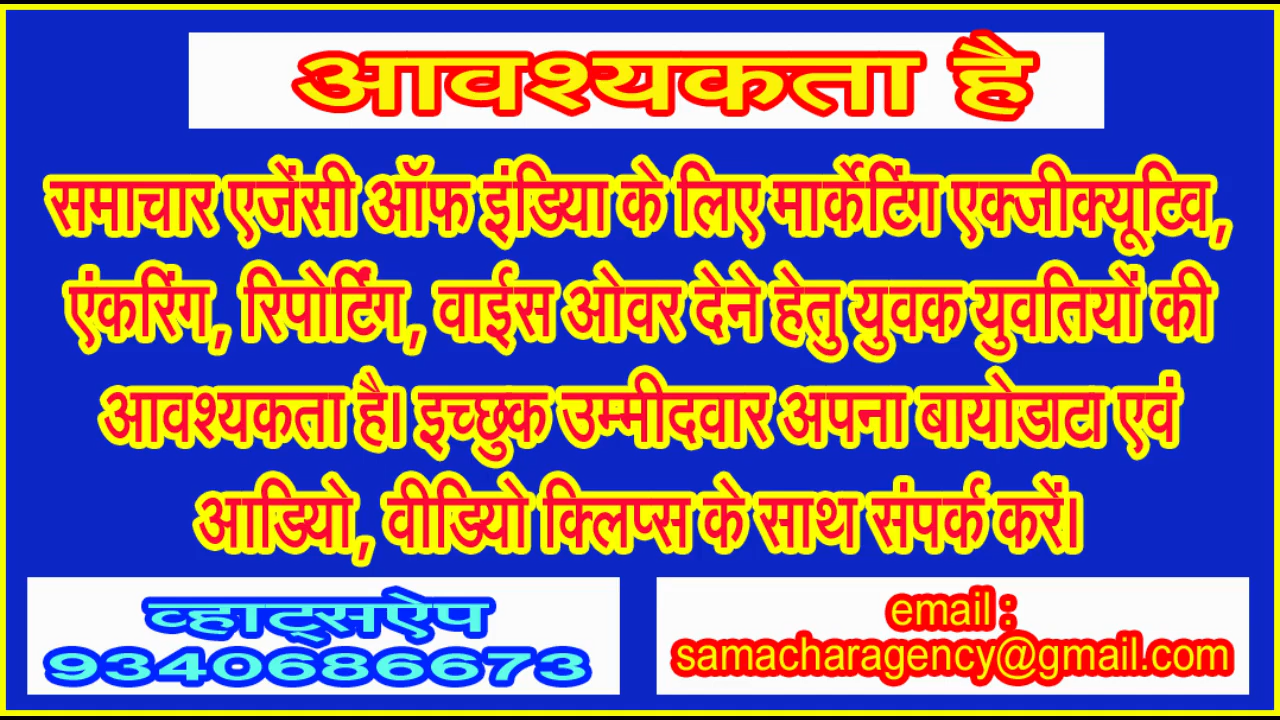 आवश्यकता है
समाचार एजेंसी ऑफ इंडिया के लिए मार्केटिंग एक्जीक्यूटिव,
एंकरिंग, रिपोर्टिंग, वाईस ओवर देने हेतु युवक युवतियों की
आवश्यकता है। इच्छुक उम्मीदवार अपना बायोडाटा एवं
आडियो, वीडियो क्लिप्स के साथ संपर्क करें।
व्हाट्सऐप
9340686673
email :
samacharagency@gmail.com